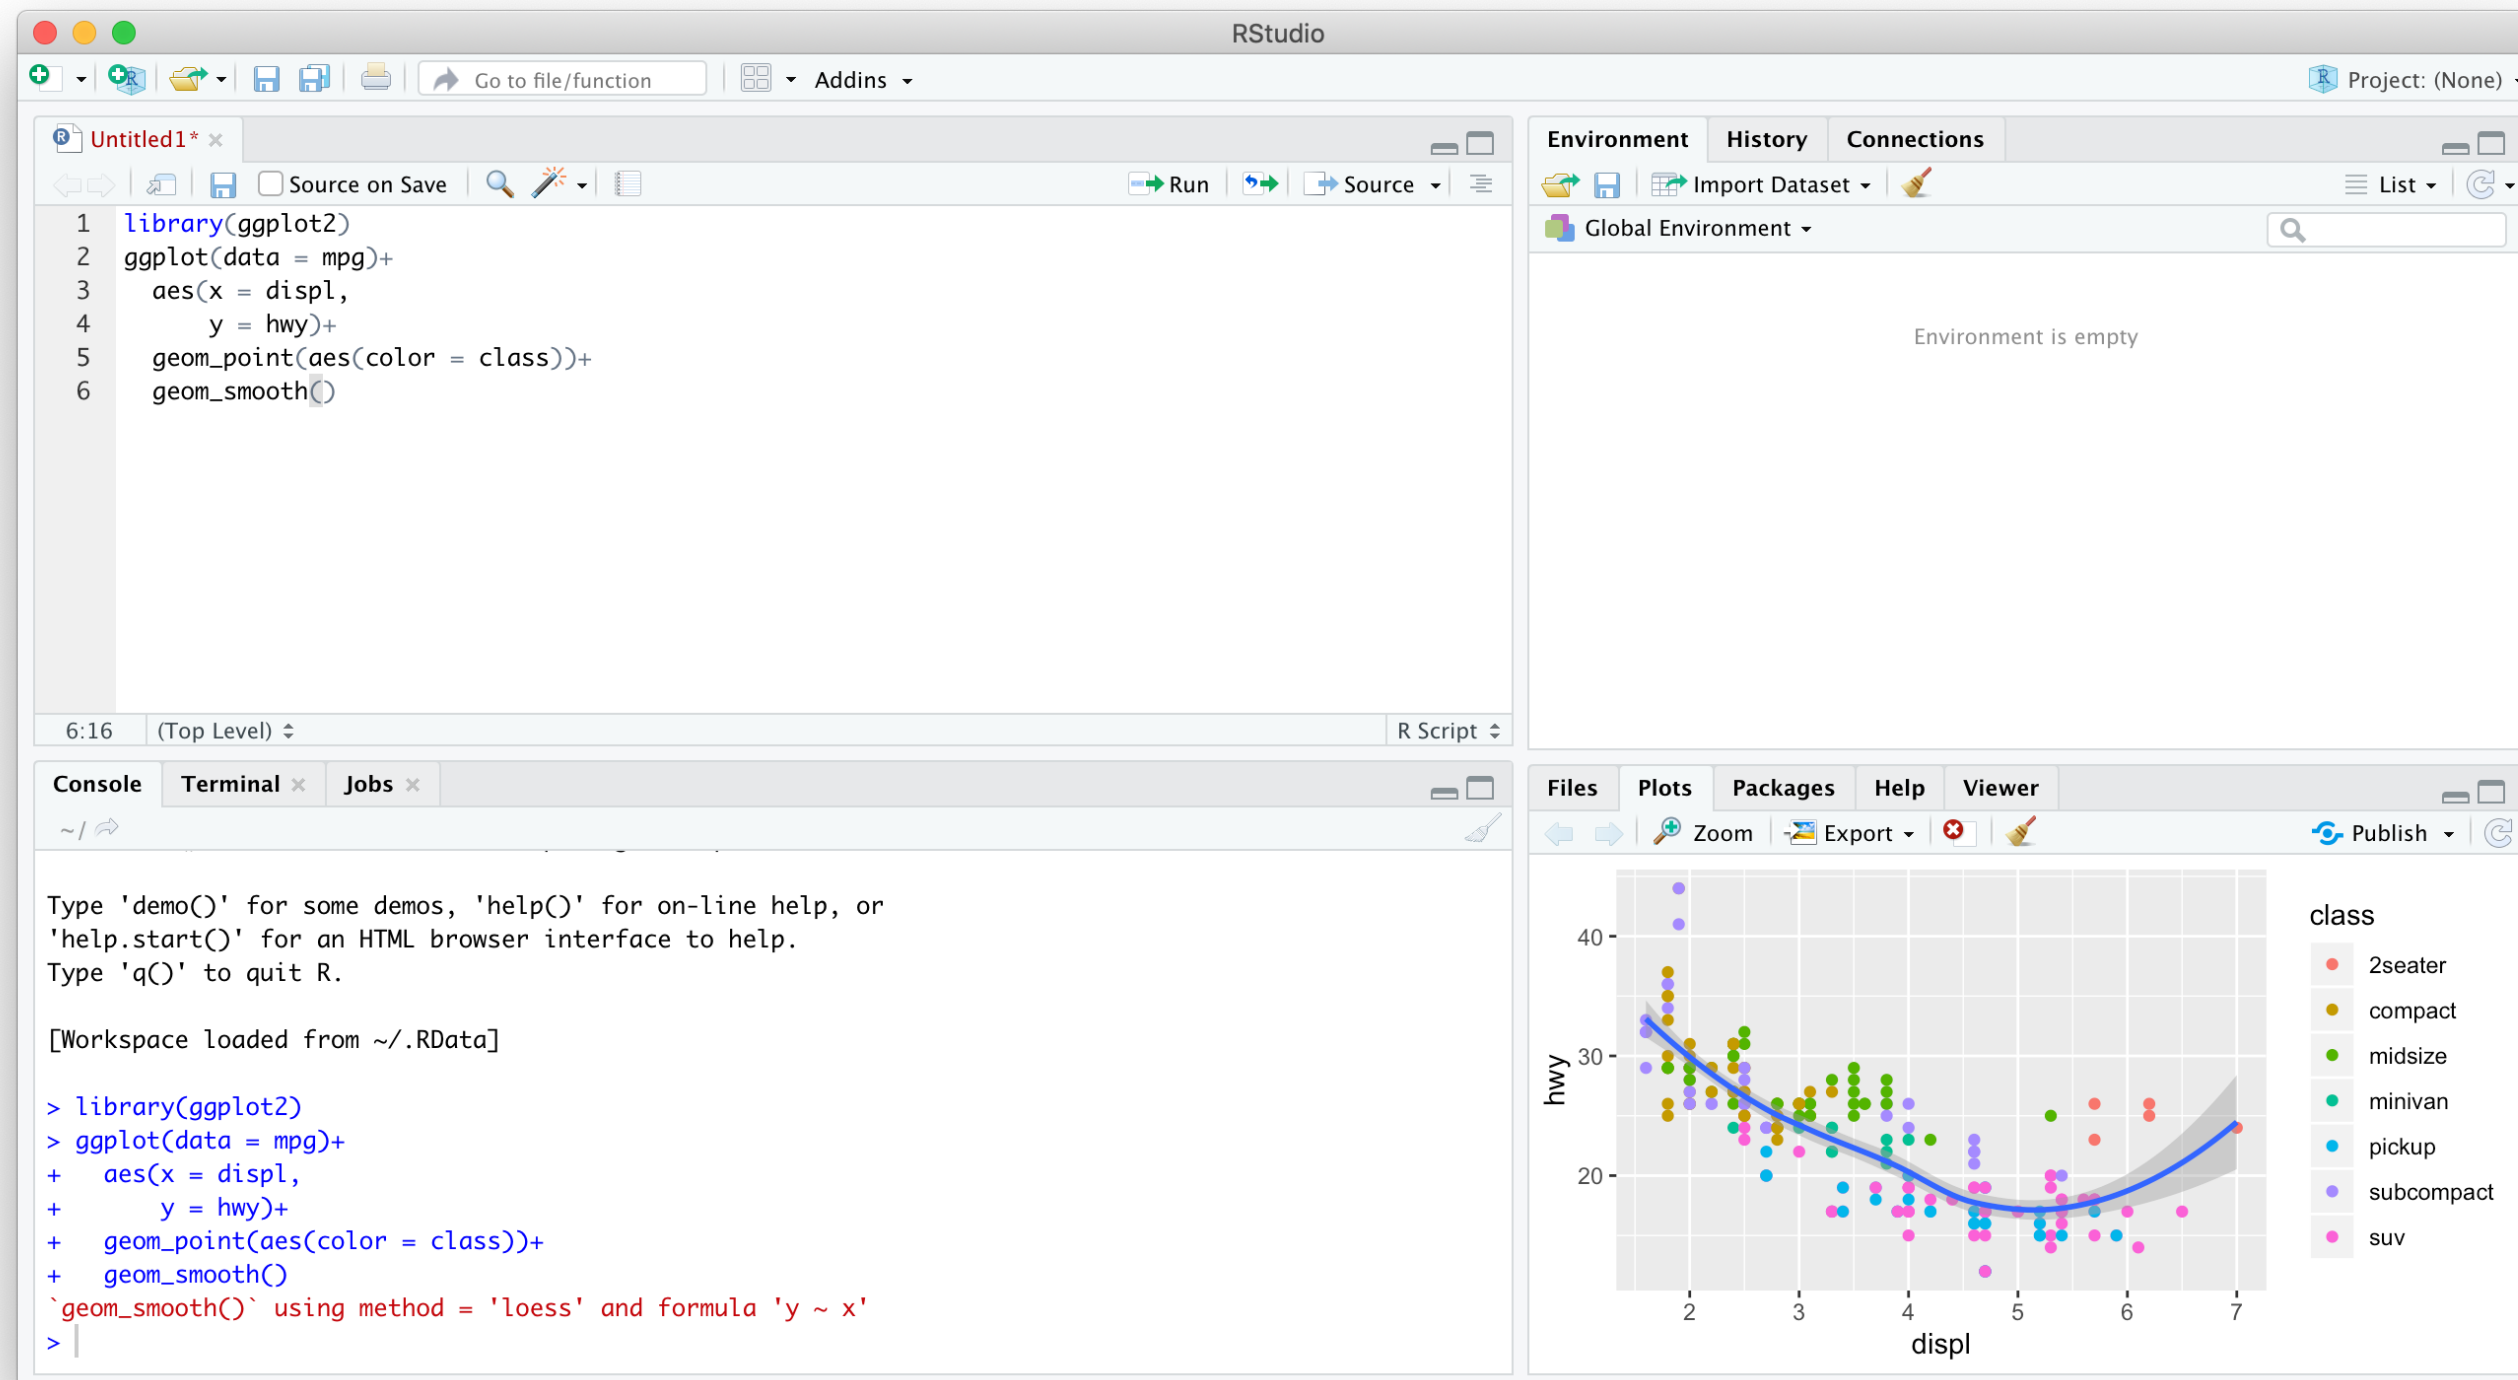 RStudio
Go to file/function
Addins
Project: (None)
Untitled1*
Source on Save
Run
Source
1 library(ggplot2)
2 ggplot(data = mpg)+
3   aes(x = displ,
4       y = hwy)+
5   geom_point(aes(color = class))+
6   geom_smooth()
6:16
(Top Level)
R Script
Environment
History
Connections
Import Dataset
List
Global Environment
Environment is empty
Console
Terminal
Jobs
~/
Type 'demo()' for some demos, 'help()' for on-line help, or
'help.start()' for an HTML browser interface to help.
Type 'q()' to quit R.
[Workspace loaded from ~/.RData]
> library(ggplot2)
> ggplot(data = mpg)+
+   aes(x = displ,
+       y = hwy)+
+   geom_point(aes(color = class))+
+   geom_smooth()
`geom_smooth()` using method = 'loess' and formula 'y ~ x'
>
Files
Plots
Packages
Help
Viewer
Zoom
Export
Publish
hwy
40
30
20
2 3 4 5 6 7
displ
class
2seater
compact
midsize
minivan
pickup
subcompact
suv